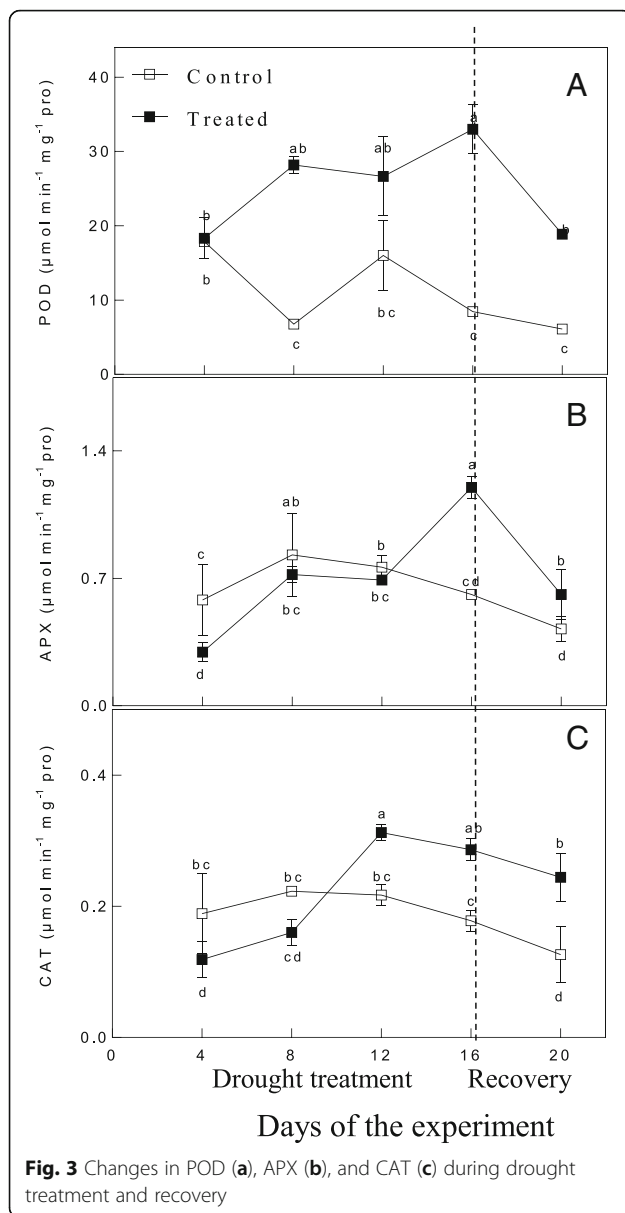 Control
Treated
A
POD (µmol min⁻¹ mg⁻¹ pro)
40
30
20
10
0
b
b
ab
c
ab
bc
a
c
b
c
B
APX (µmol min⁻¹ mg⁻¹ pro)
1.4
0.7
0.0
c
d
ab
bc
b
bc
a
cd
b
d
C
CAT (µmol min⁻¹ mg⁻¹ pro)
0.4
0.2
0.0
bc
d
bc
cd
a
bc
ab
c
b
d
0 4 8 12 16 20
Drought treatment Recovery
Days of the experiment
Fig. 3 Changes in POD (a), APX (b), and CAT (c) during drought
treatment and recovery